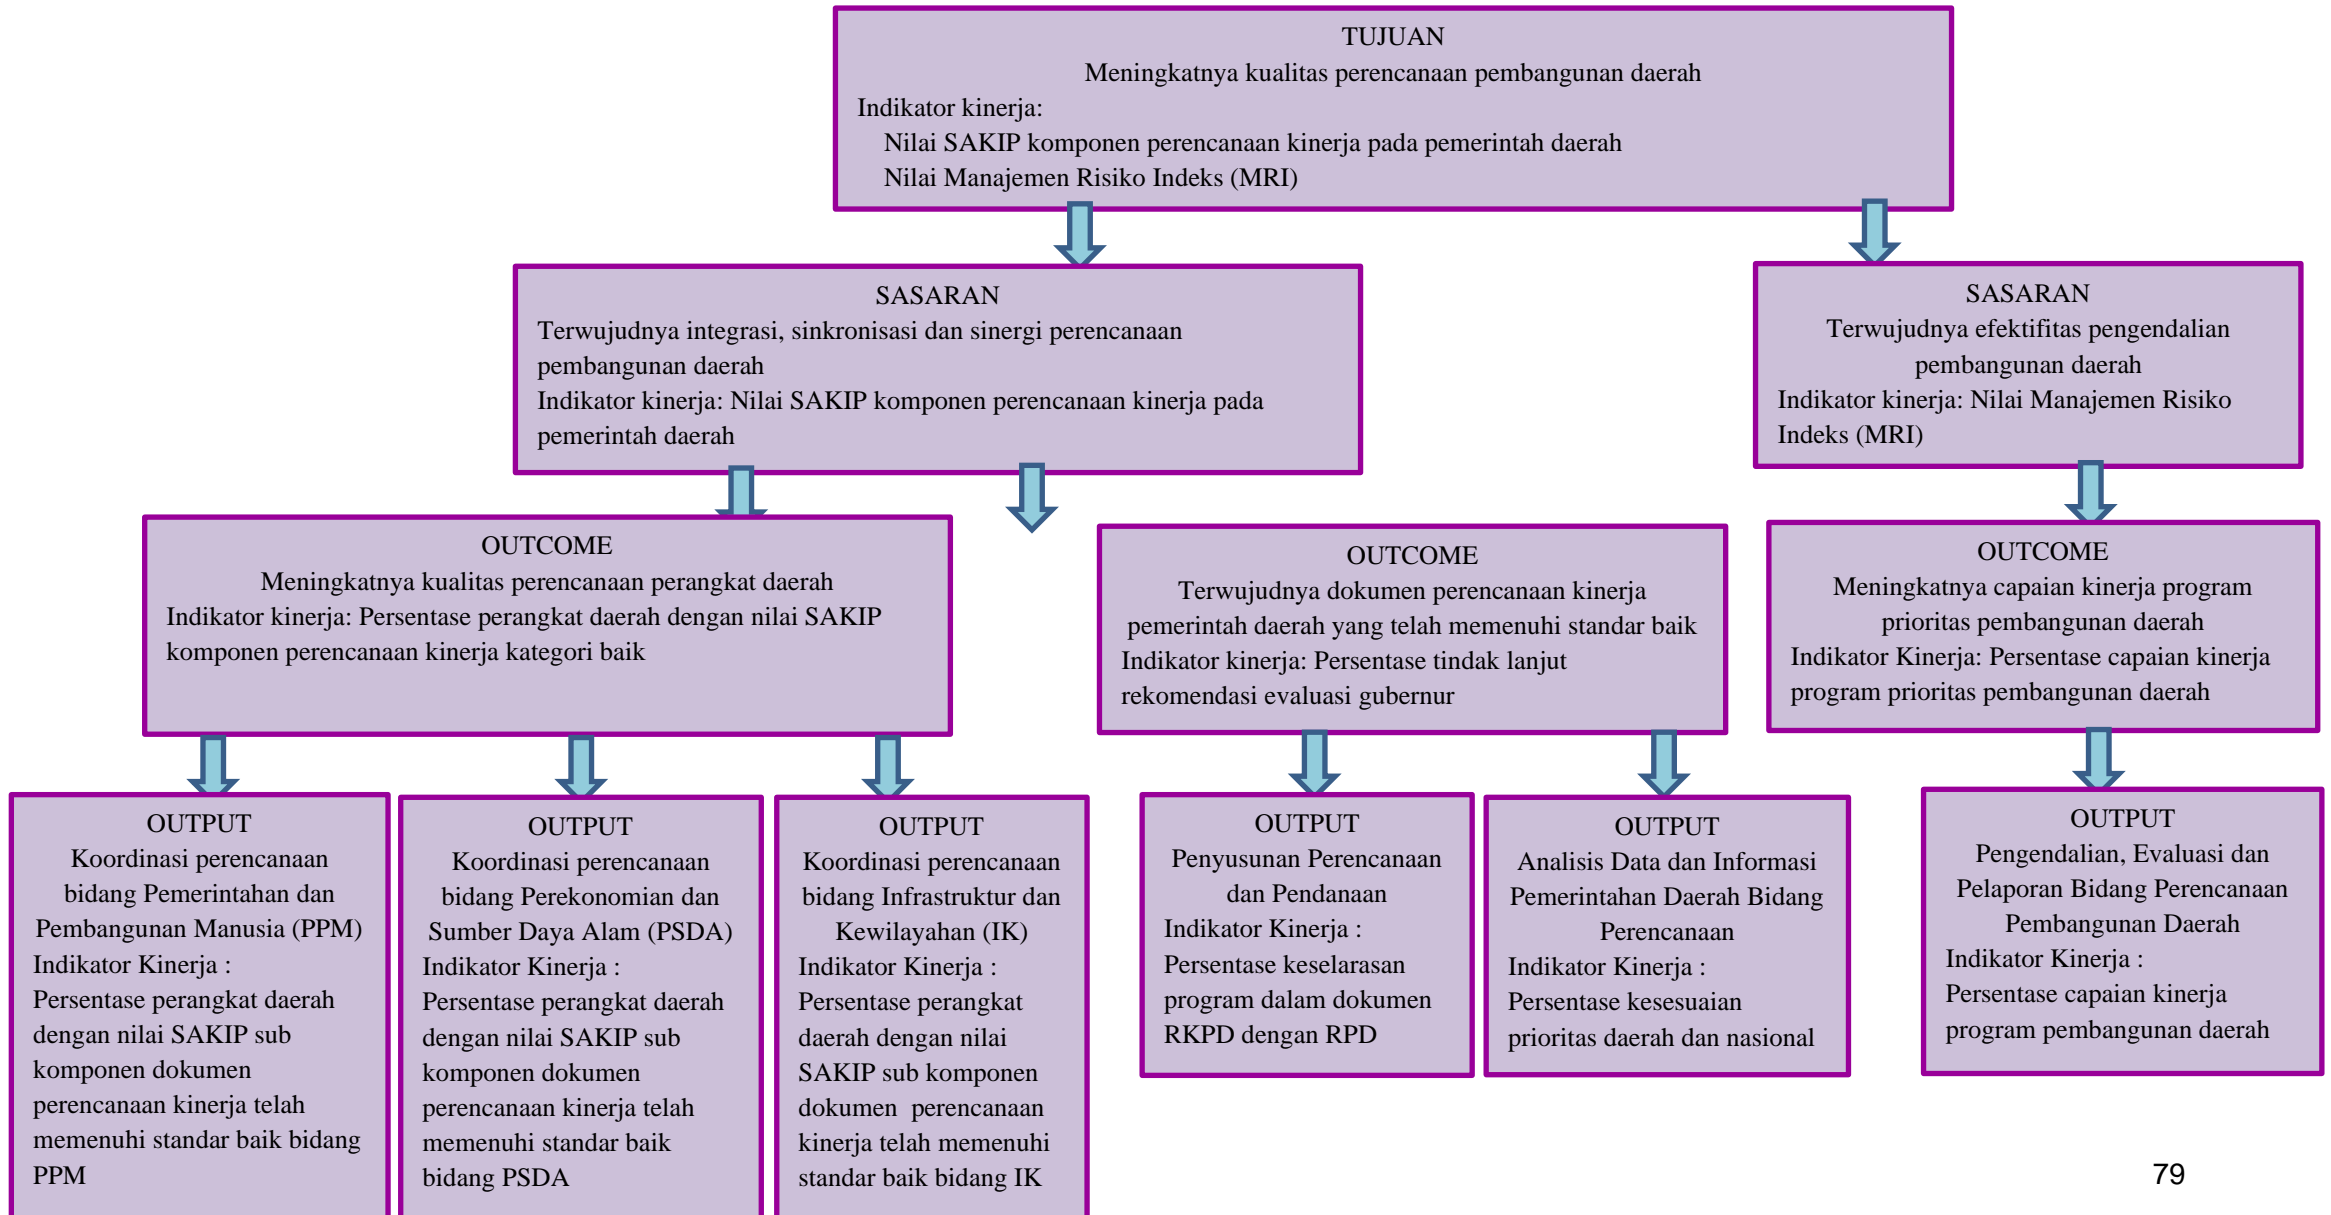 TUJUAN
Meningkatnya kualitas perencanaan pembangunan daerah
Indikator kinerja:
Nilai SAKIP komponen perencanaan kinerja pada pemerintah daerah
Nilai Manajemen Risiko Indeks (MRI)
SASARAN
Terwujudnya integrasi, sinkronisasi dan sinergi perencanaan
pembangunan daerah
Indikator kinerja: Nilai SAKIP komponen perencanaan kinerja pada
pemerintah daerah
SASARAN
Terwujudnya efektifitas pengendalian
pembangunan daerah
Indikator kinerja: Nilai Manajemen Risiko
Indeks (MRI)
OUTCOME
Meningkatnya kualitas perencanaan perangkat daerah
Indikator kinerja: Persentase perangkat daerah dengan nilai SAKIP
komponen perencanaan kinerja kategori baik
OUTCOME
Terwujudnya dokumen perencanaan kinerja
pemerintah daerah yang telah memenuhi standar baik
Indikator kinerja: Persentase tindak lanjut
rekomendasi evaluasi gubernur
OUTCOME
Meningkatnya capaian kinerja program
prioritas pembangunan daerah
Indikator Kinerja: Persentase capaian kinerja
program prioritas pembangunan daerah
OUTPUT
Koordinasi perencanaan
bidang Pemerintahan dan
Pembangunan Manusia (PPM)
Indikator Kinerja :
Persentase perangkat daerah
dengan nilai SAKIP sub
komponen dokumen
perencanaan kinerja telah
memenuhi standar baik bidang
PPM
OUTPUT
Koordinasi perencanaan
bidang Perekonomian dan
Sumber Daya Alam (PSDA)
Indikator Kinerja :
Persentase perangkat daerah
dengan nilai SAKIP sub
komponen dokumen
perencanaan kinerja telah
memenuhi standar baik
bidang PSDA
OUTPUT
Koordinasi perencanaan
bidang Infrastruktur dan
Kewilayahan (IK)
Indikator Kinerja :
Persentase perangkat
daerah dengan nilai
SAKIP sub komponen
dokumen  perencanaan
kinerja telah memenuhi
standar baik bidang IK
OUTPUT
Penyusunan Perencanaan
dan Pendanaan
Indikator Kinerja :
Persentase keselarasan
program dalam dokumen
RKPD dengan RPD
OUTPUT
Analisis Data dan Informasi
Pemerintahan Daerah Bidang
Perencanaan
Indikator Kinerja :
Persentase kesesuaian
prioritas daerah dan nasional
OUTPUT
Pengendalian, Evaluasi dan
Pelaporan Bidang Perencanaan
Pembangunan Daerah
Indikator Kinerja :
Persentase capaian kinerja
program pembangunan daerah
79